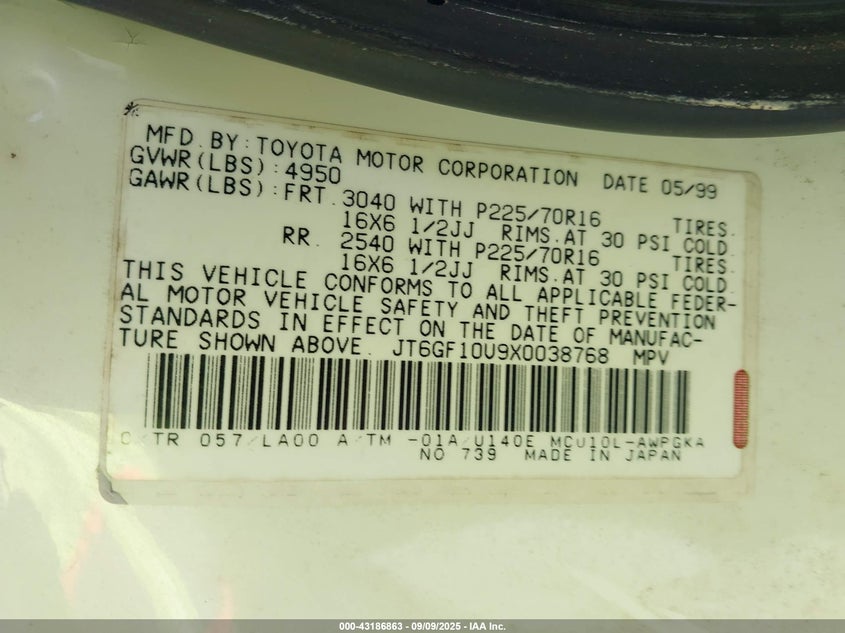 MFD. BY: TOYOTA MOTOR CORPORATION DATE 05/99
GVWR(LBS): 4950
GAWR(LBS): FRT. 3040 WITH P225/70R16 TIRES.
16X6 1/2JJ RIMS. AT 30 PSI COLD.
RR. 2540 WITH P225/70R16 TIRES.
16X6 1/2JJ RIMS. AT 30 PSI COLD.
THIS VEHICLE CONFORMS TO ALL APPLICABLE FEDER-
AL MOTOR VEHICLE SAFETY AND THEFT PREVENTION
STANDARDS IN EFFECT ON THE DATE OF MANUFAC-
TURE SHOWN ABOVE. JT6GF10U9X0038768 MPV
C/TR 057/LA00 A/TM -01A/U140E MCU10L-AWPGKA
NO 739 MADE IN JAPAN
000-43186863 - 09/09/2025 - IAA Inc.